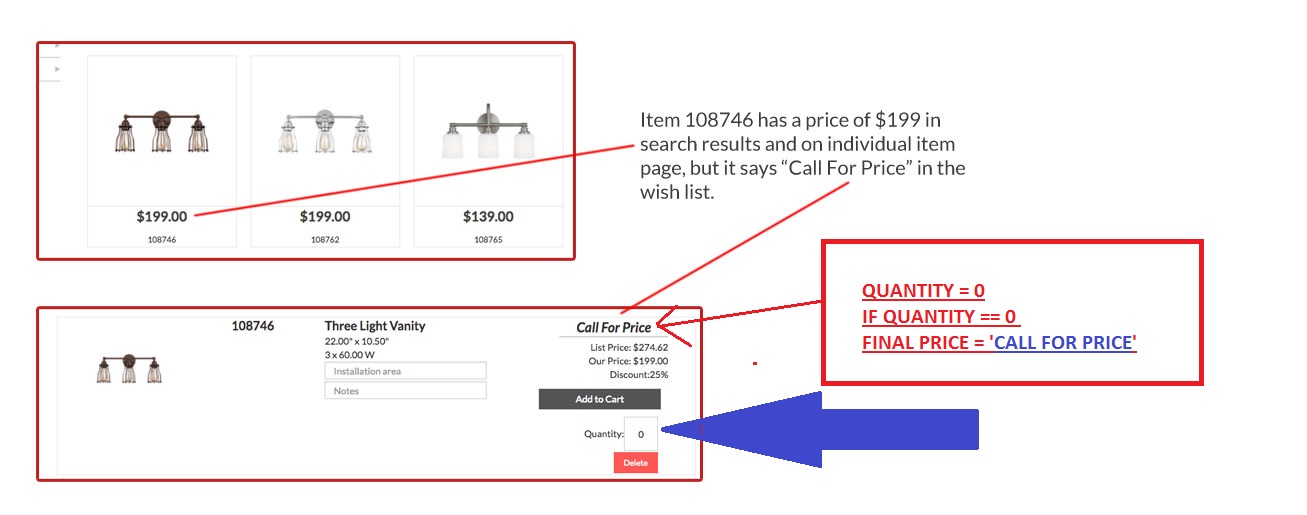 $199.00
$199.00
$139.00
108746
108762
108765
Item 108746 has a price of $199 in
search results and on individual item
page, but it says “Call For Price” in the
wish list.
QUANTITY = 0
IF QUANTITY == 0
FINAL PRICE = 'CALL FOR PRICE'
108746
Three Light Vanity
22.00" x 10.50"
3 x 60.00 W
Installation area
Notes
Call For Price
List Price: $274.62
Our Price: $199.00
Discount:25%
Add to Cart
Quantity: 0
Delete